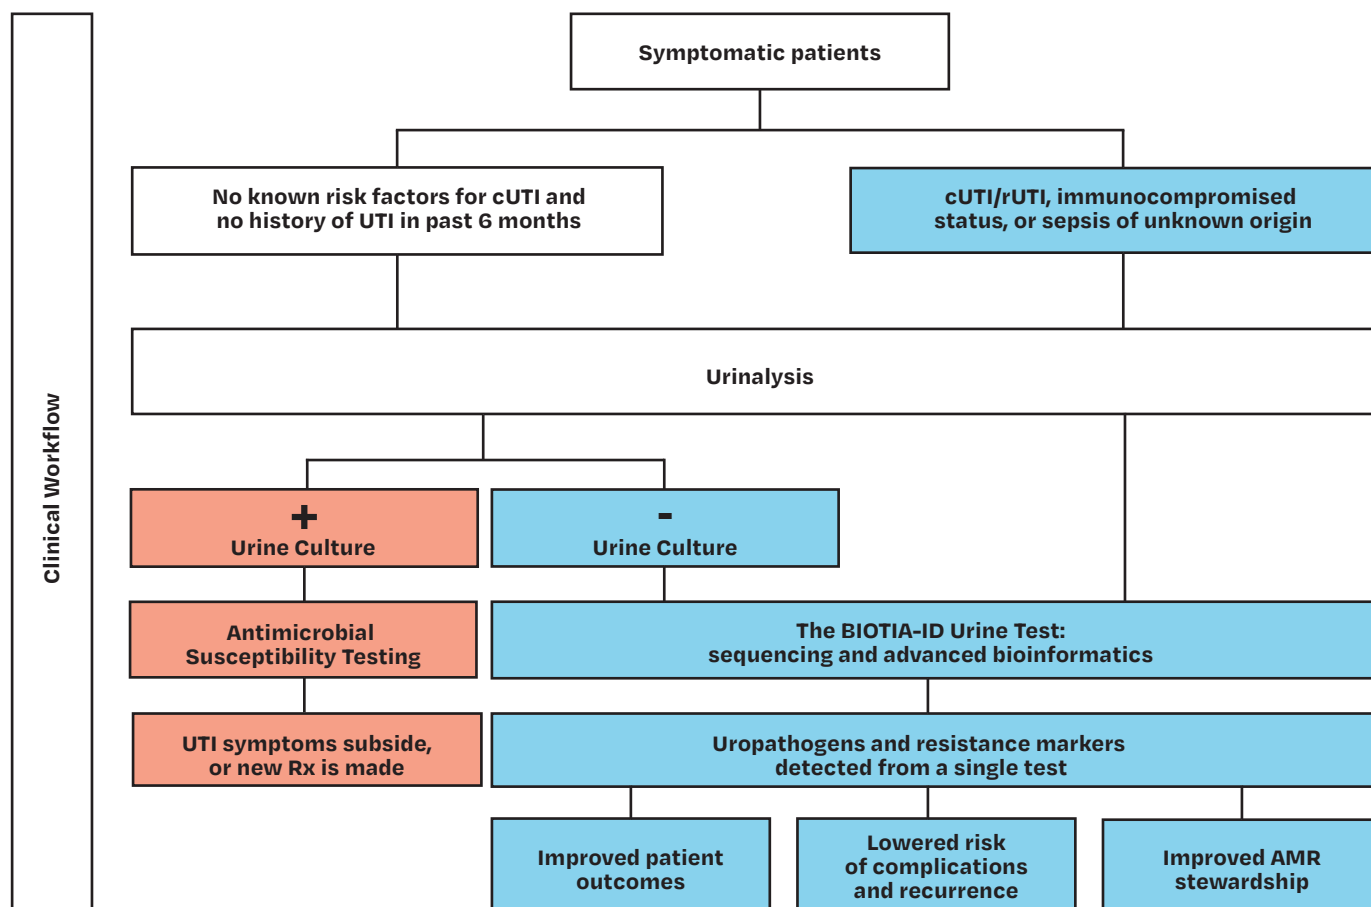 Clinical Workflow
Symptomatic patients
No known risk factors for cUTI and
no history of UTI in past 6 months
cUTI/rUTI, immunocompromised
status, or sepsis of unknown origin
Urinalysis
+
Urine Culture
-
Urine Culture
Antimicrobial
Susceptibility Testing
The BIOTIA-ID Urine Test:
sequencing and advanced bioinformatics
UTI symptoms subside,
or new Rx is made
Uropathogens and resistance markers
detected from a single test
Improved patient
outcomes
Lowered risk
of complications
and recurrence
Improved AMR
stewardship